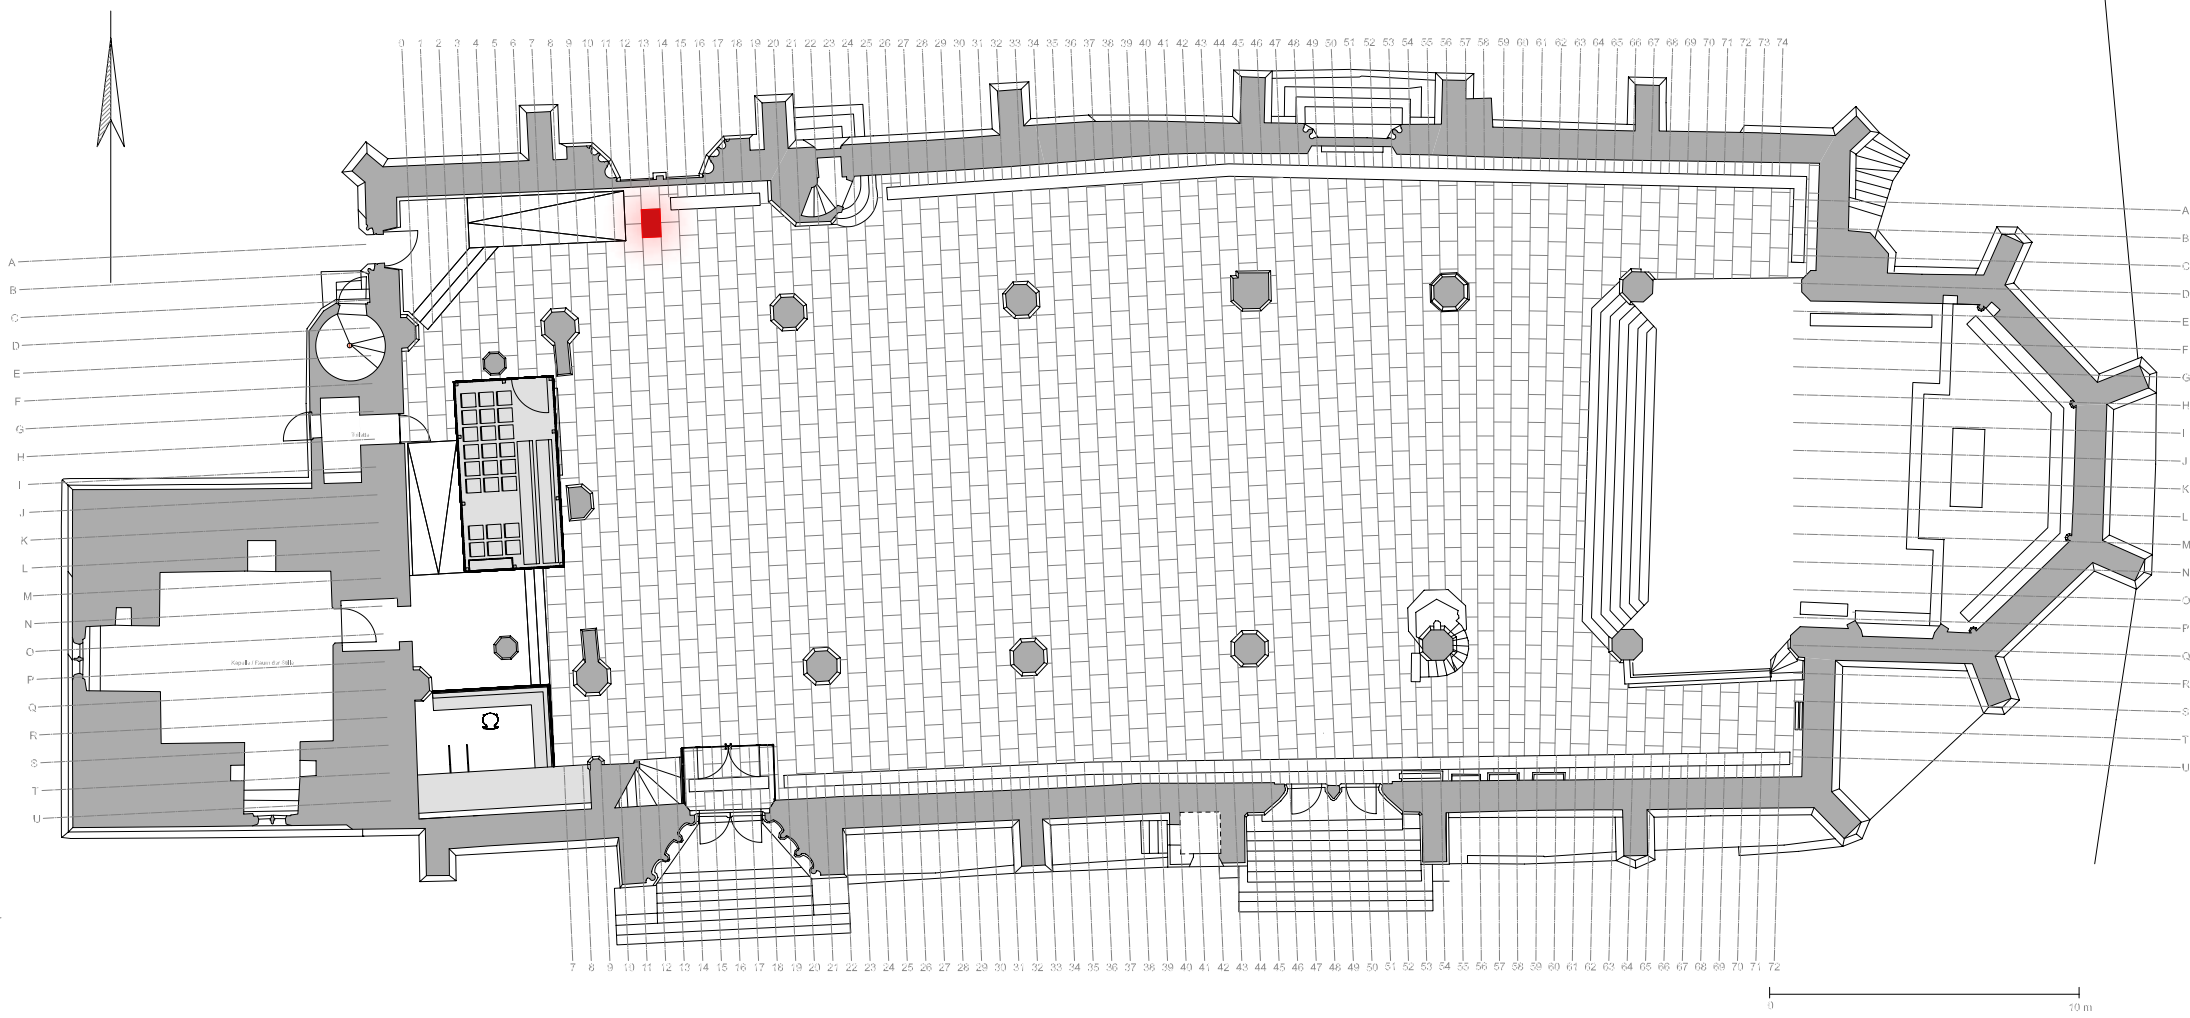 0 1 2 3 4 5 6 7 8 9 10 11 12 13 14 15 16 17 18 19 20 21 22 23 24 25 26 27 28 29 30 31 32 33 34 35 36 37 38 39 40 41 42 43 44 45 46 47 48 49 50 51 52 53 54 55 56 57 58 59 60 61 62 63 64 65 66 67 68 69 70 71 72 73 74
A
B
C
D
E
F
G
H
I
J
K
L
M
N
O
P
Q
R
S
T
U
A
B
C
D
E
F
G
H
I
J
K
L
M
N
O
P
Q
R
S
T
U
7 8 9 10 11 12 13 14 15 16 17 18 19 20 21 22 23 24 25 26 27 28 29 30 31 32 33 34 35 36 37 38 39 40 41 42 43 44 45 46 47 48 49 50 51 52 53 54 55 56 57 58 59 60 61 62 63 64 65 66 67 68 69 70 71 72
0 10 m